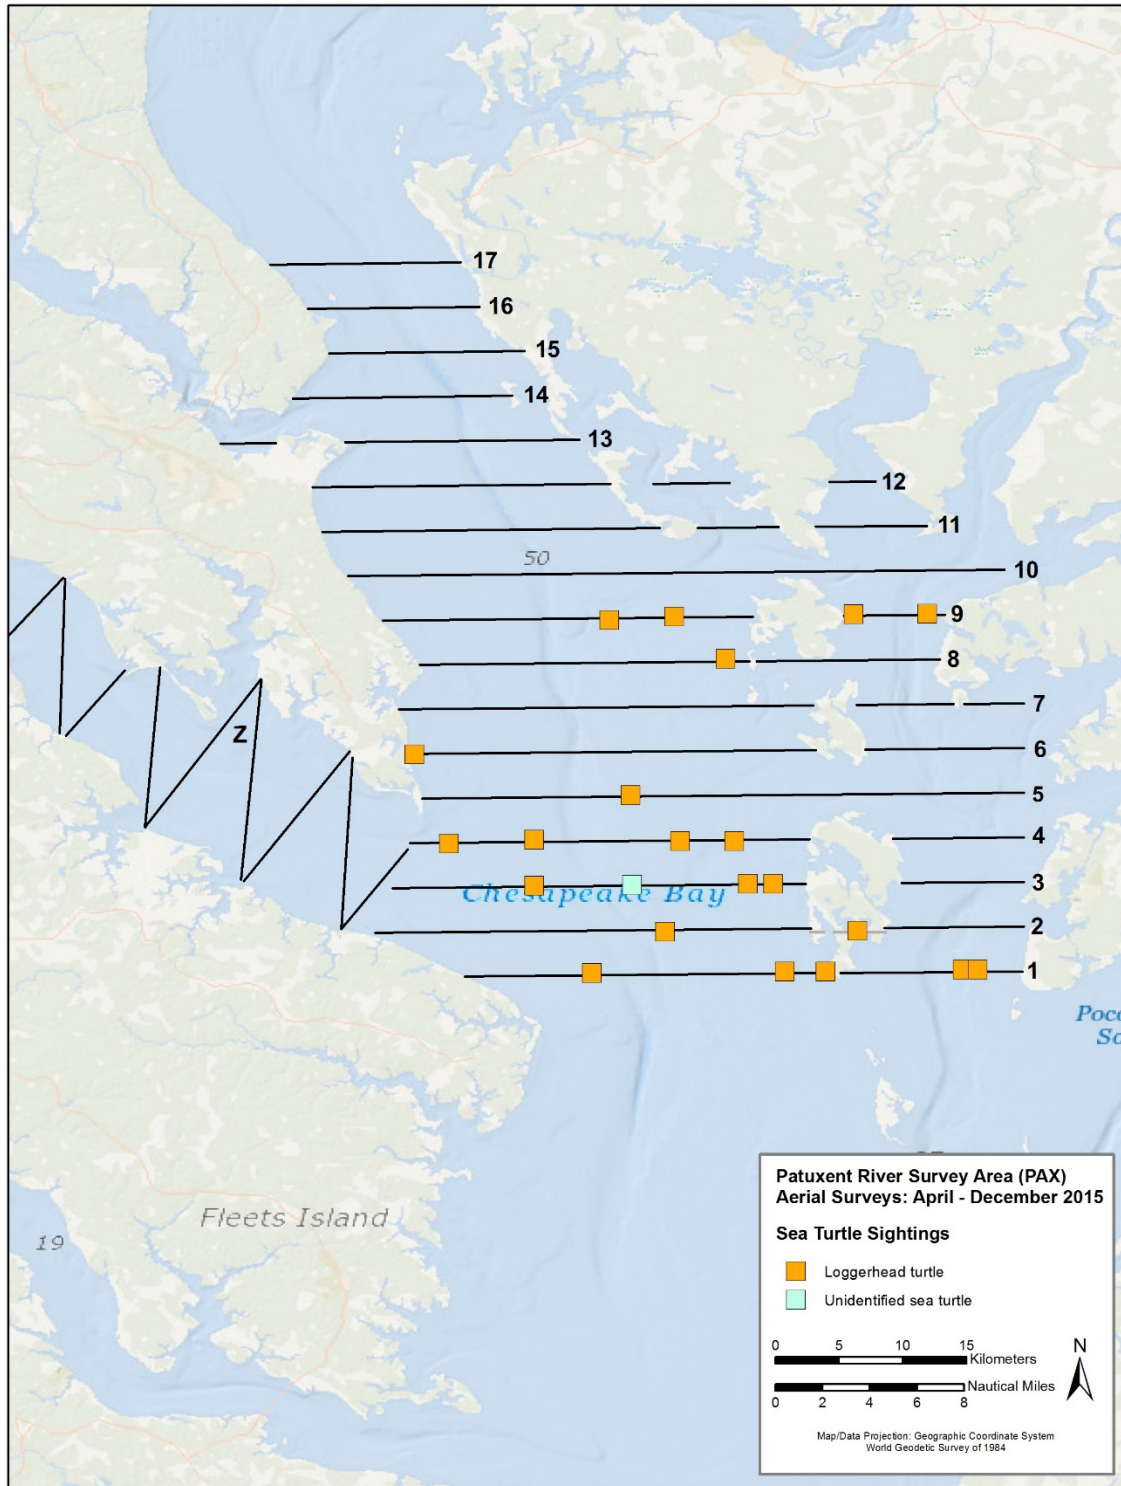 17
16
15
14
13
12
11
50
10
9
8
7
Z
6
5
4
3
Chesapeake Bay
2
1
Poco
So
Fleets Island
19
Patuxent River Survey Area (PAX)
Aerial Surveys: April - December 2015
Sea Turtle Sightings
Loggerhead turtle
Unidentified sea turtle
0 5 10 15
Kilometers
N
Nautical Miles
0 2 4 6 8
Map/Data Projection: Geographic Coordinate System
World Geodetic Survey of 1984